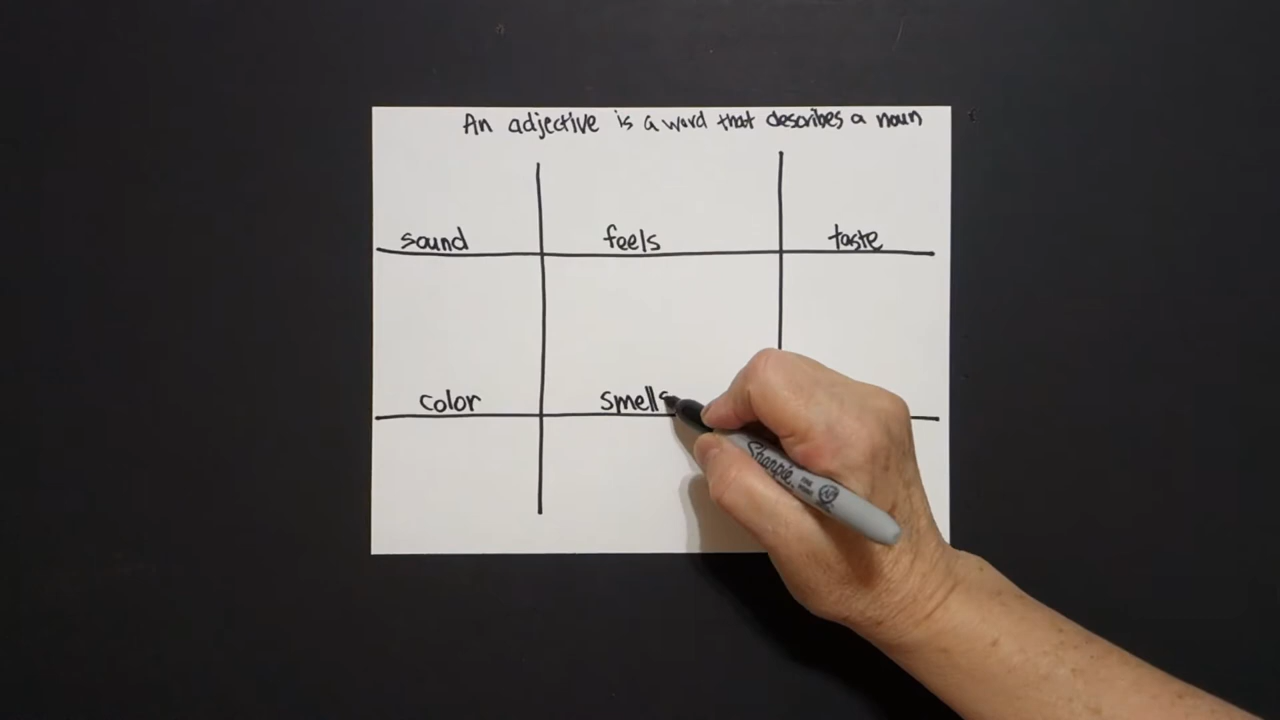 An adjective is a word that describes a noun
sound feels taste
color smells
Sharpie